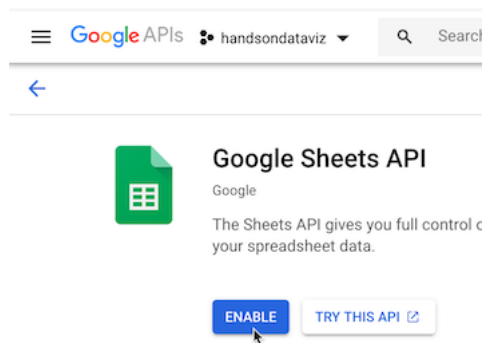 Google APIs handsondataviz Search
Google Sheets API
Google
The Sheets API gives you full control
your spreadsheet data.
ENABLE TRY THIS API